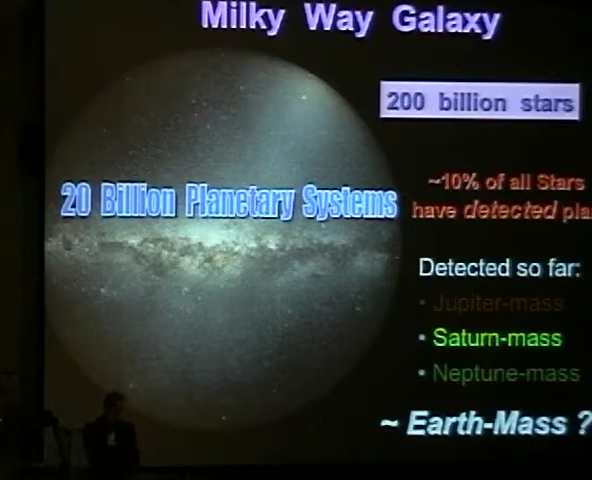 Milky Way Galaxy
200 billion stars
20 Billion Planetary Systems
~10% of all Stars
have detected pla
Detected so far:
• Jupiter-mass
• Saturn-mass
• Neptune-mass
~ Earth-Mass ?